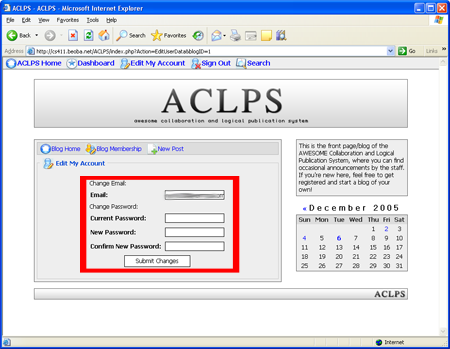 ACLPS - ACLPS - Microsoft Internet Explorer
File Edit View Favorites Tools Help
Back Search Favorites
Address http://cs411.beoba.net/ACLPS/index.php?Action=EditUserData&blogID=1 Go Links
ACLPS Home Dashboard Edit My Account Sign Out Search
ACLPS
awesome collaboration and logical publication system
Blog Home Blog Membership New Post
Edit My Account
Change Email:
Email:
Change Password:
Current Password:
New Password:
Confirm New Password:
Submit Changes
This is the front page/blog of the
AWESOME Collaboration and Logical
Publication System, where you can find
occasional announcements by the staff.
If you're new here, feel free to get
registered and start a blog of your
own!
« December 2005
Sun Mon Tue Wed Thu Fri Sat
1 2 3
4 5 6 7 8 9 10
11 12 13 14 15 16 17
18 19 20 21 22 23 24
25 26 27 28 29 30 31
ACLPS
Internet